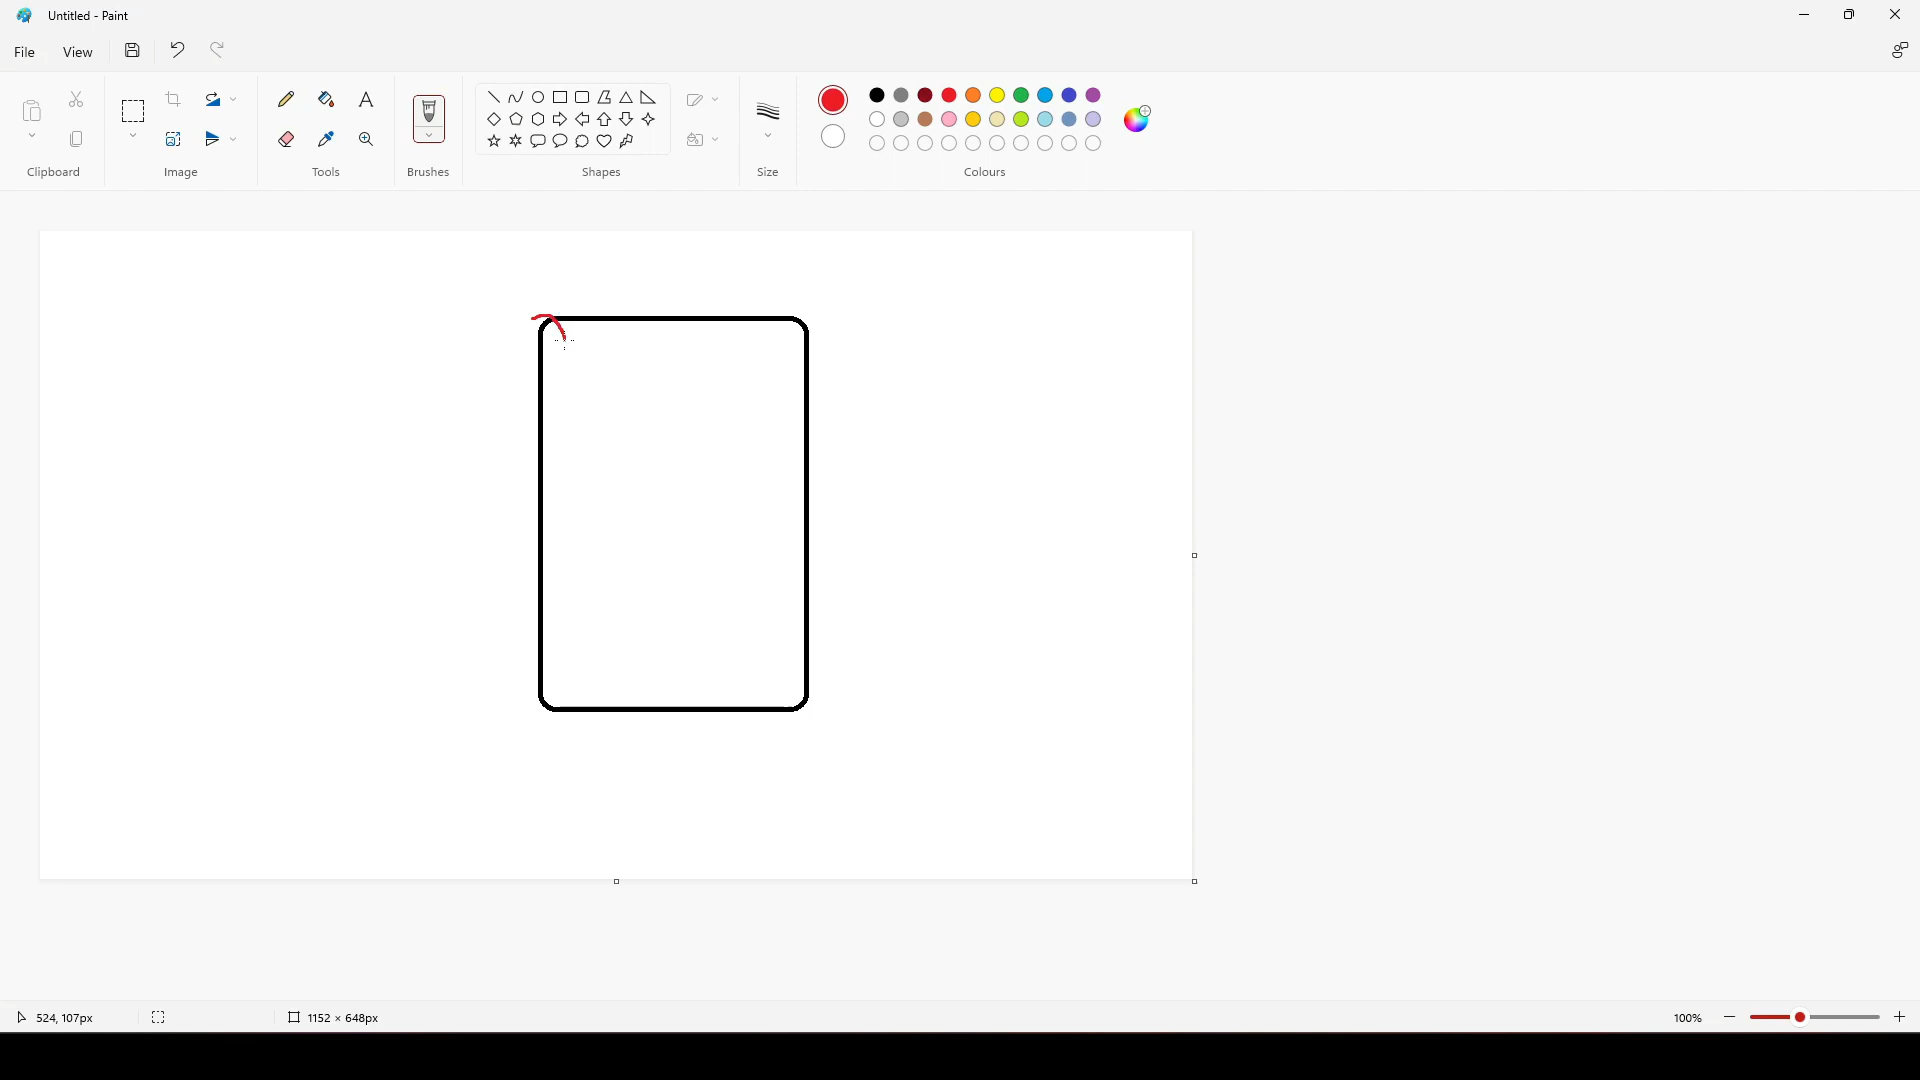 Untitled - Paint
File View
Clipboard Image Tools Brushes Shapes Size Colours
524, 107px 1152 × 648px 100%